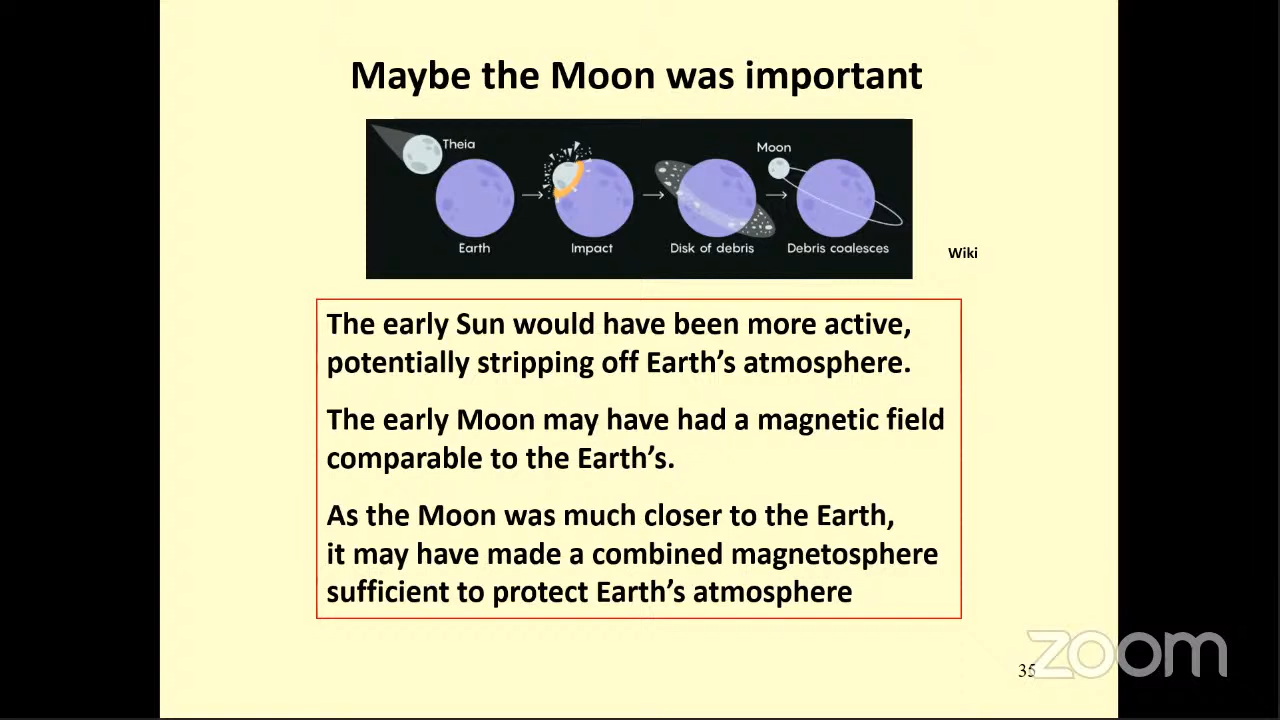 Maybe the Moon was important
Theia
Moon
Earth
Impact
Disk of debris
Debris coalesces
Wiki
The early Sun would have been more active,
potentially stripping off Earth's atmosphere.
The early Moon may have had a magnetic field
comparable to the Earth's.
As the Moon was much closer to the Earth,
it may have made a combined magnetosphere
sufficient to protect Earth's atmosphere
zoom
35